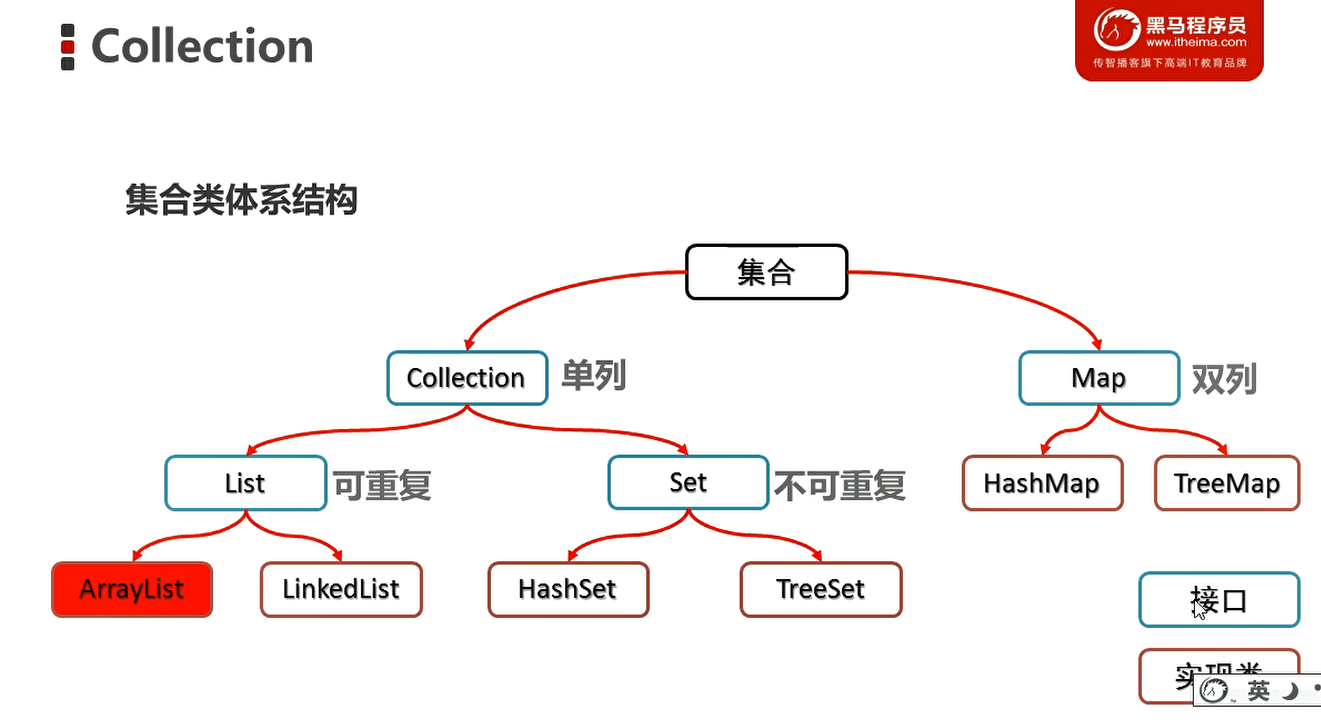 Collection
黑马程序员
www.itheima.com
传智播客旗下高端IT教育品牌
集合类体系结构
集合
Collection 单列
Map 双列
List 可重复
Set 不可重复
HashMap
TreeMap
ArrayList
LinkedList
HashSet
TreeSet
接口
实现类
英